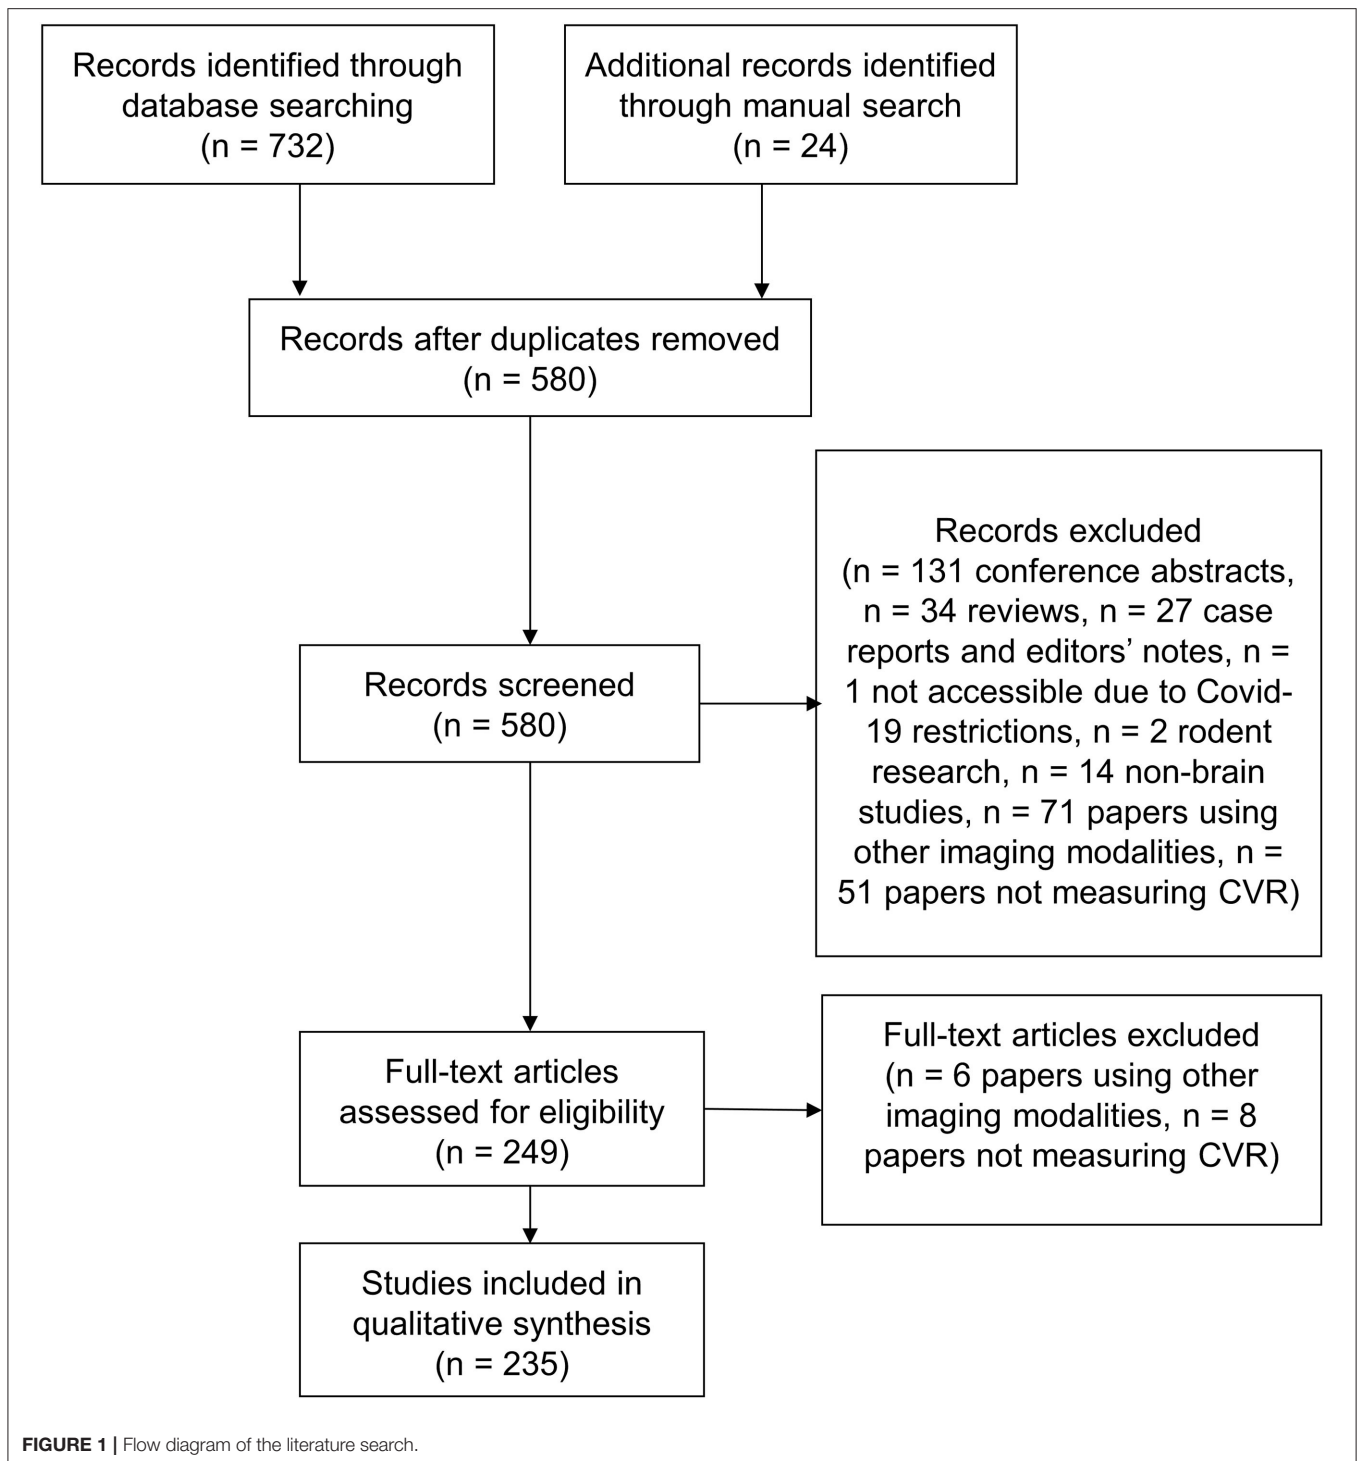 Records identified through
database searching
(n = 732)
Additional records identified
through manual search
(n = 24)
Records after duplicates removed
(n = 580)
Records screened
(n = 580)
Records excluded
(n = 131 conference abstracts,
n = 34 reviews, n = 27 case
reports and editors’ notes, n =
1 not accessible due to Covid-
19 restrictions, n = 2 rodent
research, n = 14 non-brain
studies, n = 71 papers using
other imaging modalities, n =
51 papers not measuring CVR)
Full-text articles
assessed for eligibility
(n = 249)
Full-text articles excluded
(n = 6 papers using other
imaging modalities, n = 8
papers not measuring CVR)
Studies included in
qualitative synthesis
(n = 235)
FIGURE 1 | Flow diagram of the literature search.